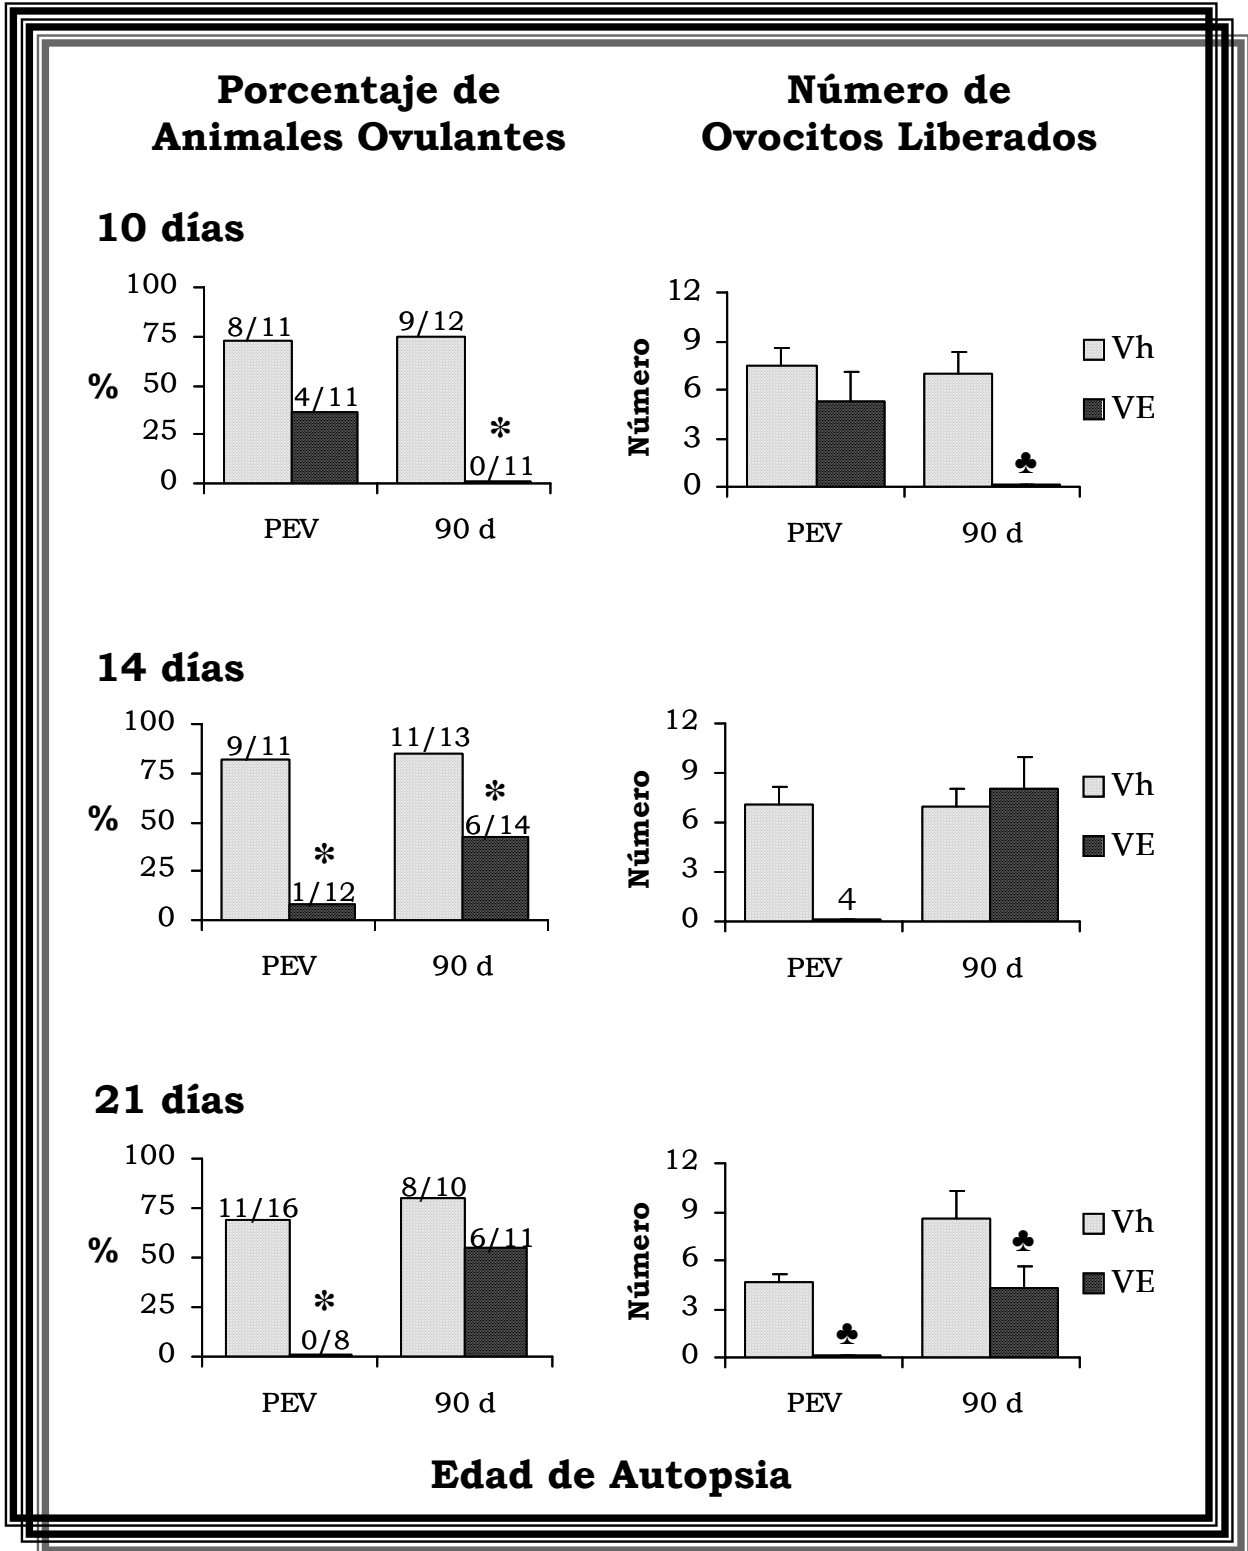 Porcentaje de
Animales Ovulantes
Número de
Ovocitos Liberados
10 días
100
75
50
25
0
%
8/11
4/11
9/12
*
0/11
PEV
90 d
12
9
6
3
0
Número
♣
PEV
90 d
Vh
VE
14 días
100
75
50
25
0
%
9/11
*
1/12
11/13
*
6/14
PEV
90 d
12
9
6
3
0
Número
4
PEV
90 d
Vh
VE
21 días
100
75
50
25
0
%
11/16
*
0/8
8/10
6/11
PEV
90 d
12
9
6
3
0
Número
♣
♣
PEV
90 d
Vh
VE
Edad de Autopsia